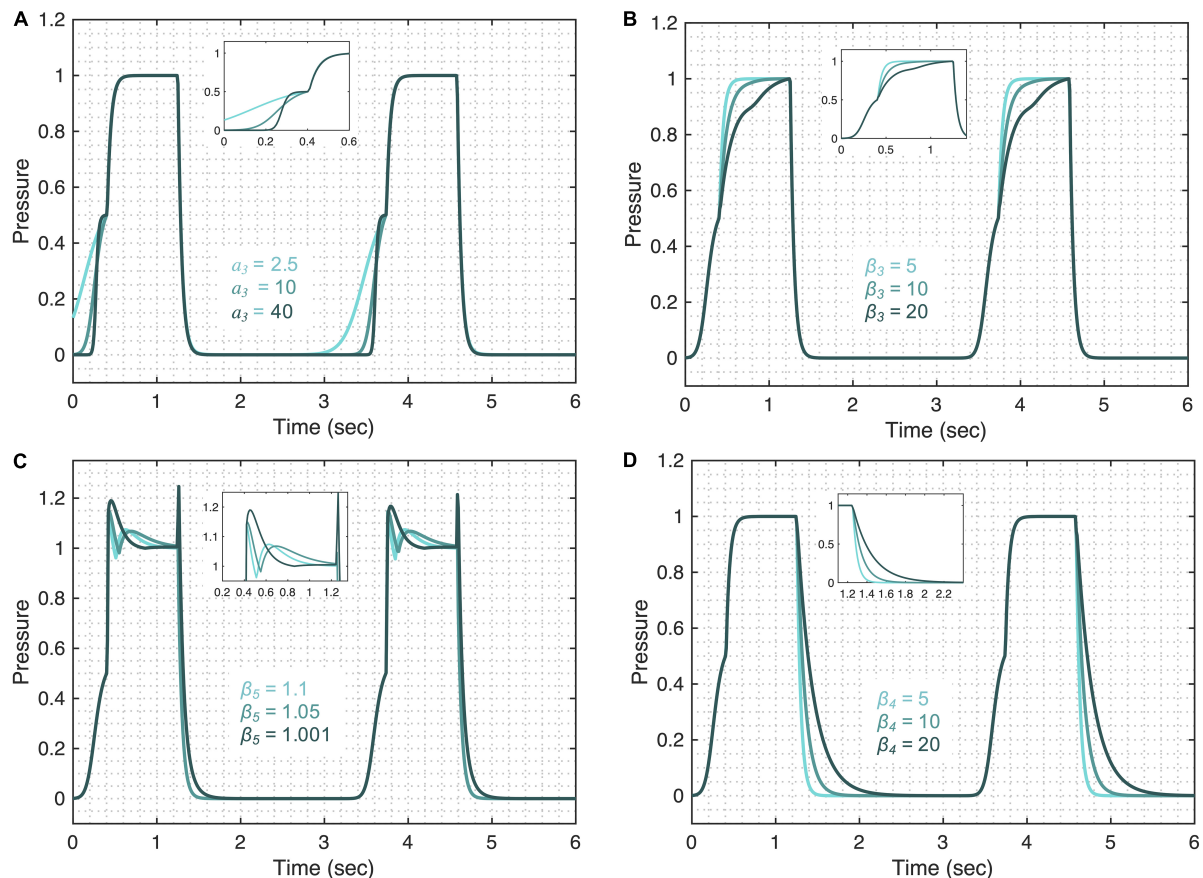 A
1.2
1
0.8
0.6
0.4
0.2
0
Pressure
1
0.5
0
0 0.2 0.4 0.6
a3 = 2.5
a3 = 10
a3 = 40
0 1 2 3 4 5 6
Time (sec)
B
1.2
1
0.8
0.6
0.4
0.2
0
Pressure
1
0.5
0
0 0.5 1
β3 = 5
β3 = 10
β3 = 20
0 1 2 3 4 5 6
Time (sec)
C
1.2
1
0.8
0.6
0.4
0.2
0
Pressure
1.2
1.1
1
0.2 0.4 0.6 0.8 1 1.2
β5 = 1.1
β5 = 1.05
β5 = 1.001
0 1 2 3 4 5 6
Time (sec)
D
1.2
1
0.8
0.6
0.4
0.2
0
Pressure
1
0.5
0
1.2 1.4 1.6 1.8 2 2.2
β4 = 5
β4 = 10
β4 = 20
0 1 2 3 4 5 6
Time (sec)